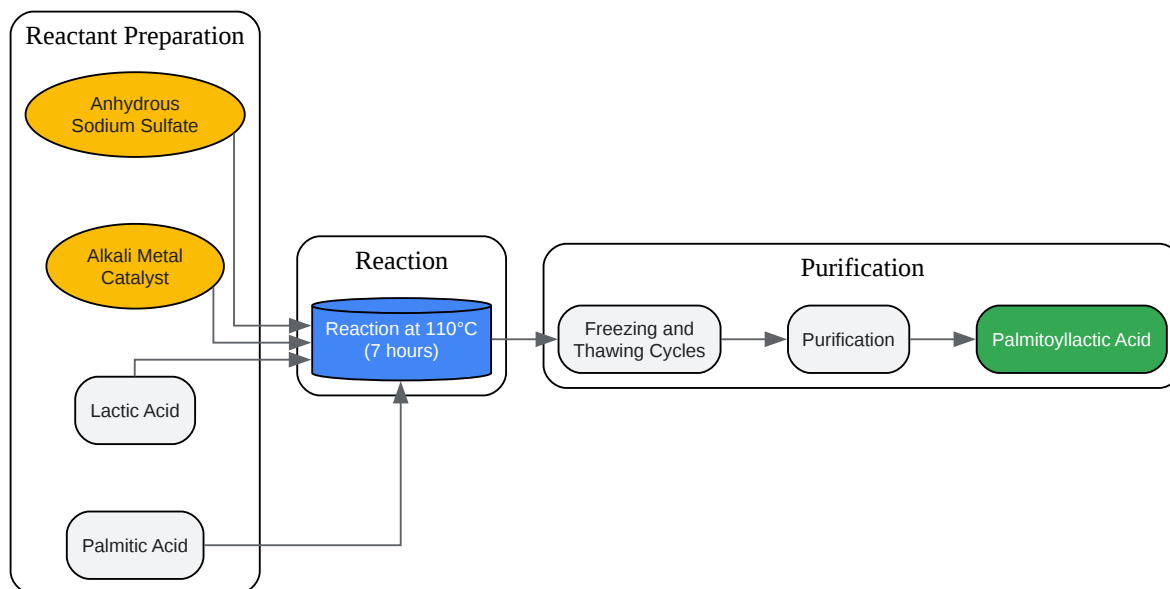 Reactant Preparation
Anhydrous
Sodium Sulfate
Alkali Metal
Catalyst
Lactic Acid
Palmitic Acid
Reaction
Reaction at 110°C
(7 hours)
Purification
Freezing and
Thawing Cycles
Purification
Palmitoyllactic Acid